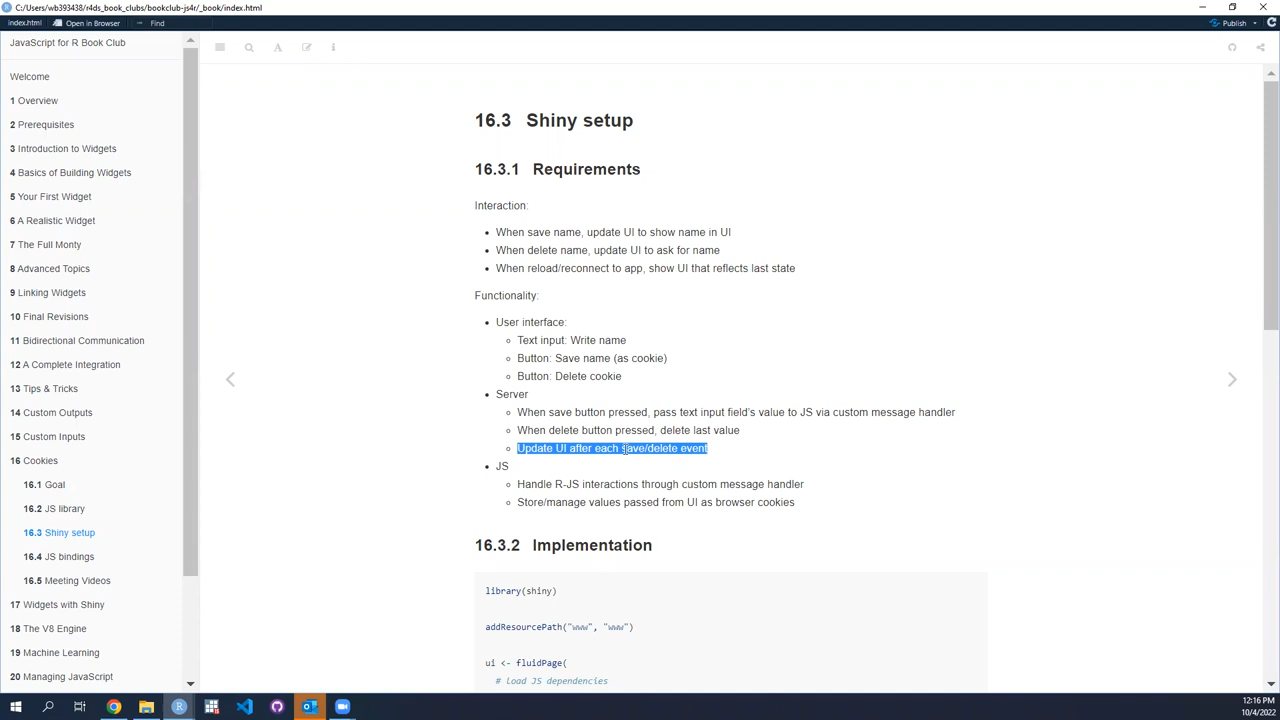 C:/Users/wb393438/r4ds_book_clubs/bookclub-js4r/_book/index.html
index.html
Open in Browser
Find
Publish
JavaScript for R Book Club
Welcome
1 Overview
2 Prerequisites
3 Introduction to Widgets
4 Basics of Building Widgets
5 Your First Widget
6 A Realistic Widget
7 The Full Monty
8 Advanced Topics
9 Linking Widgets
10 Final Revisions
11 Bidirectional Communication
12 A Complete Integration
13 Tips & Tricks
14 Custom Outputs
15 Custom Inputs
16 Cookies
16.1 Goal
16.2 JS library
16.3 Shiny setup
16.4 JS bindings
16.5 Meeting Videos
17 Widgets with Shiny
18 The V8 Engine
19 Machine Learning
20 Managing JavaScript
16.3 Shiny setup
16.3.1 Requirements
Interaction:
• When save name, update UI to show name in UI
• When delete name, update UI to ask for name
• When reload/reconnect to app, show UI that reflects last state
Functionality:
• User interface:
◦ Text input: Write name
◦ Button: Save name (as cookie)
◦ Button: Delete cookie
• Server
◦ When save button pressed, pass text input field's value to JS via custom message handler
◦ When delete button pressed, delete last value
◦ Update UI after each save/delete event
• JS
◦ Handle R-JS interactions through custom message handler
◦ Store/manage values passed from UI as browser cookies
16.3.2 Implementation
library(shiny)
addResourcePath("www", "www")
ui <- fluidPage(
# load JS dependencies
12:16 PM
10/4/2022